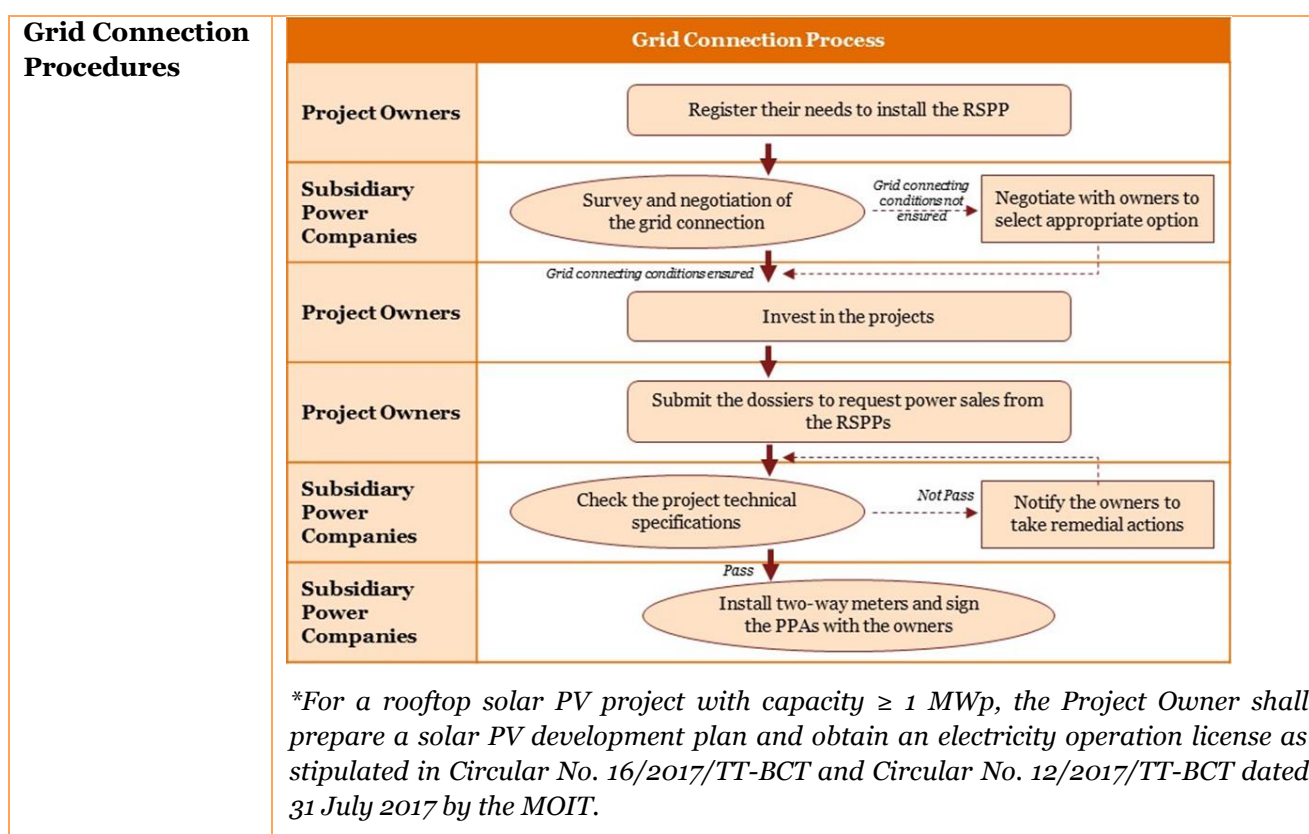 Grid Connection
Procedures
Grid Connection Process
Project Owners
Register their needs to install the RSPP
Subsidiary
Power
Companies
Survey and negotiation of
the grid connection
Grid connecting
conditions not
ensured
Negotiate with owners to
select appropriate option
Grid connecting conditions ensured
Project Owners
Invest in the projects
Project Owners
Submit the dossiers to request power sales from
the RSPPs
Subsidiary
Power
Companies
Check the project technical
specifications
Not Pass
Notify the owners to
take remedial actions
Pass
Subsidiary
Power
Companies
Install two-way meters and sign
the PPAs with the owners
*For a rooftop solar PV project with capacity ≥ 1 MWp, the Project Owner shall
prepare a solar PV development plan and obtain an electricity operation license as
stipulated in Circular No. 16/2017/TT-BCT and Circular No. 12/2017/TT-BCT dated
31 July 2017 by the MOIT.